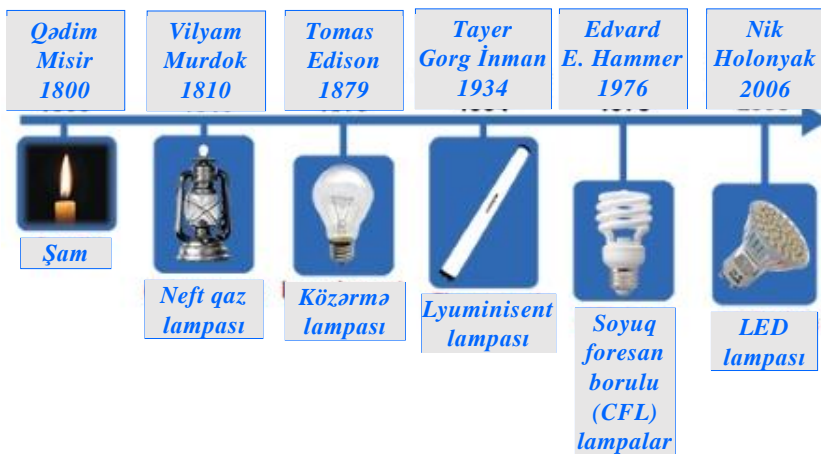 Qədim
Misir
1800
Vilyam
Murdok
1810
Tomas
Edison
1879
Tayer
Gorg İnman
1934
Edvard
E. Hammer
1976
Nik
Holonyak
2006
Şam
Neft qaz
lampası
Közərmə
lampası
Lyuminisent
lampası
Soyuq
foresan
borulu
(CFL)
lampalar
LED
lampası